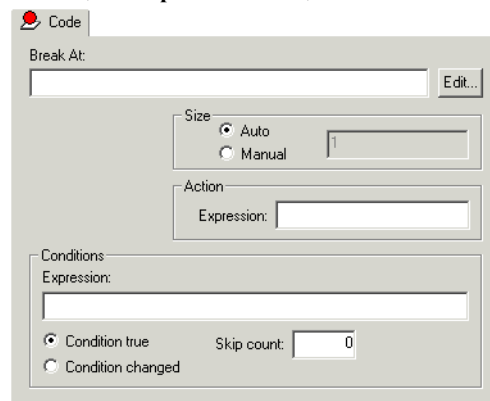 Code
Break At:
Edit...
Size
Auto
1
Manual
Action
Expression:
Conditions
Expression:
Condition true
Skip count: 0
Condition changed